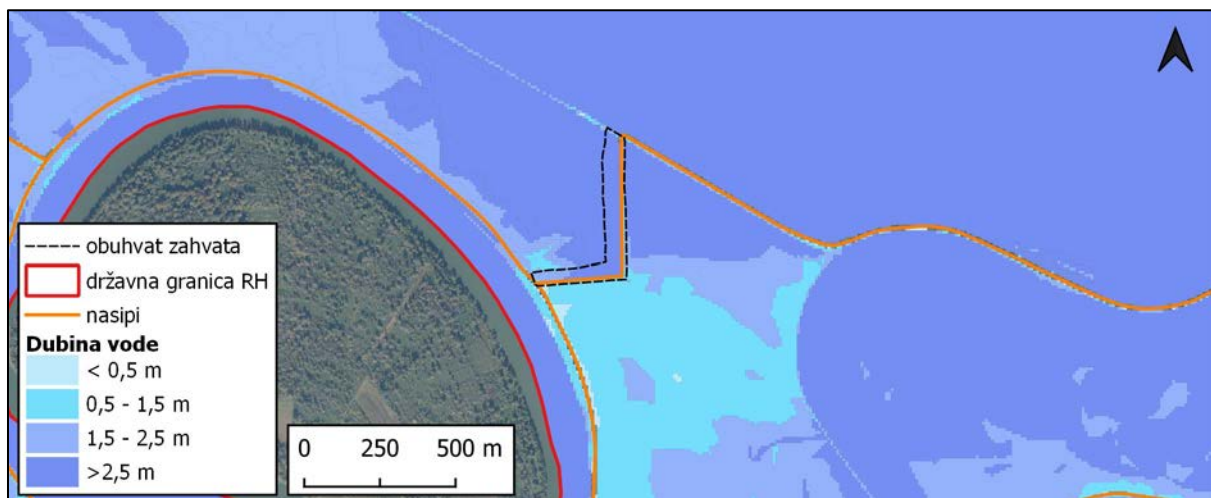 obuhvat zahvata
državna granica RH
nasipi
Dubina vode
< 0,5 m
0,5 - 1,5 m
1,5 - 2,5 m
>2,5 m
0 250 500 m